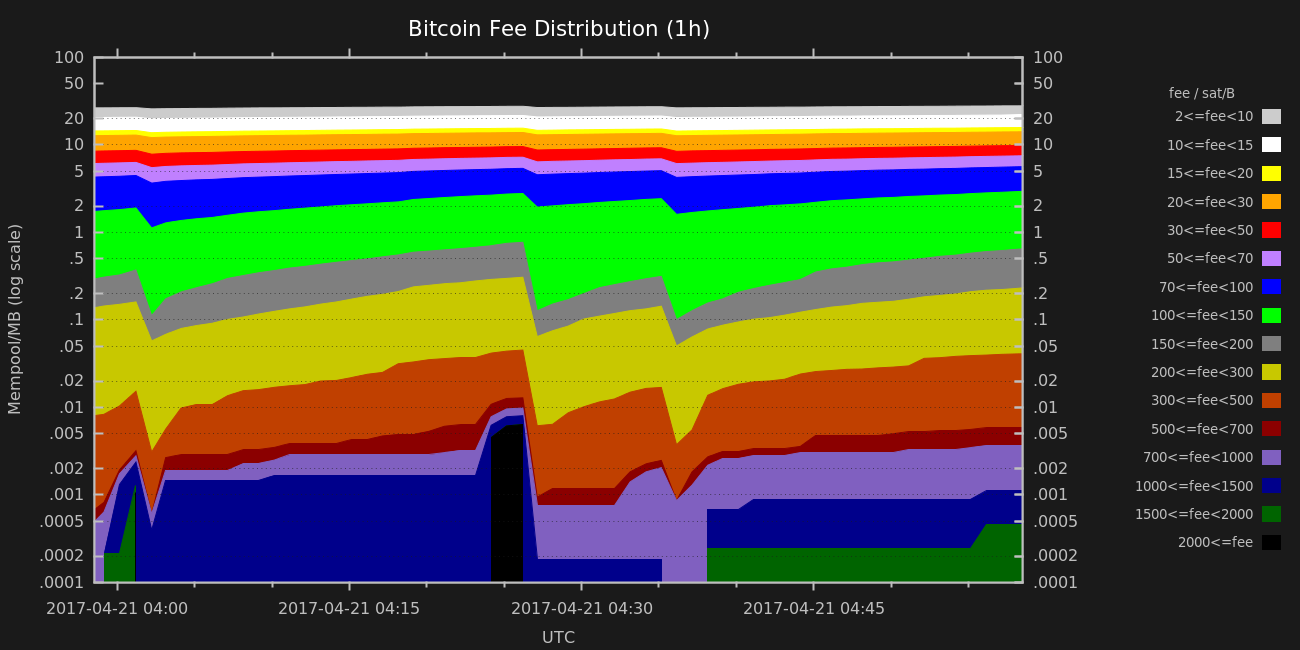 Bitcoin Fee Distribution (1h)
Mempool/MB (log scale)
100
50
20
10
5
2
1
.5
.2
.1
.05
.02
.01
.005
.002
.001
.0005
.0002
.0001
100
50
20
10
5
2
1
.5
.2
.1
.05
.02
.01
.005
.002
.001
.0005
.0002
.0001
2017-04-21 04:00 2017-04-21 04:15 2017-04-21 04:30 2017-04-21 04:45
UTC
fee / sat/B
2<=fee<10
10<=fee<15
15<=fee<20
20<=fee<30
30<=fee<50
50<=fee<70
70<=fee<100
100<=fee<150
150<=fee<200
200<=fee<300
300<=fee<500
500<=fee<700
700<=fee<1000
1000<=fee<1500
1500<=fee<2000
2000<=fee